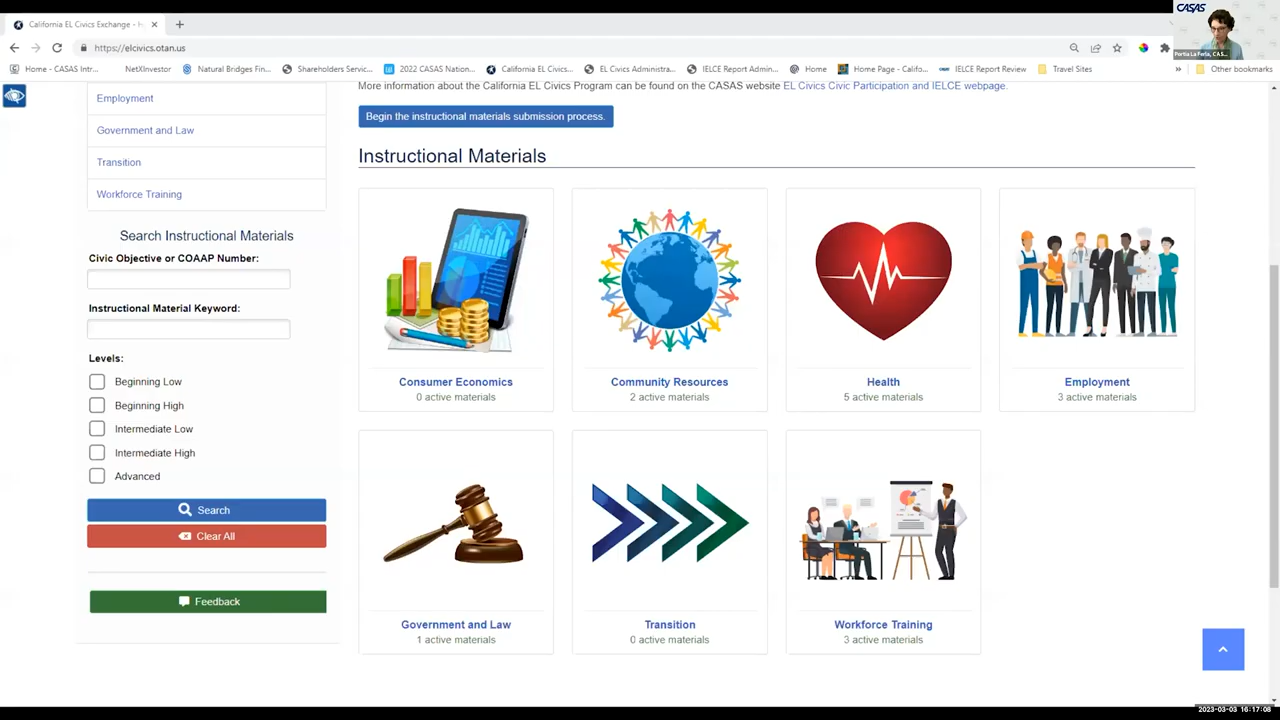 California EL Civics Exchange - H
https://elcivics.otan.us
Home - CASAS Intr...
NetXInvestor
Natural Bridges Fin...
Shareholders Servic...
2022 CASAS Nation...
California EL Civics...
EL Civics Administra...
IELCE Report Admin...
Home
Home Page - Califo...
IELCE Report Review
Travel Sites
»
Other bookmarks
CASAS
Portia La Ferla, CAS...
Employment
Government and Law
Transition
Workforce Training
Search Instructional Materials
Civic Objective or COAAP Number:
Instructional Material Keyword:
Levels:
Beginning Low
Beginning High
Intermediate Low
Intermediate High
Advanced
Search
Clear All
Feedback
More information about the California EL Civics Program can be found on the CASAS website EL Civics Civic Participation and IELCE webpage.
Begin the instructional materials submission process.
Instructional Materials
Consumer Economics
0 active materials
Community Resources
2 active materials
Health
5 active materials
Employment
3 active materials
Government and Law
1 active materials
Transition
0 active materials
Workforce Training
3 active materials
2023-03-03 16:17:08